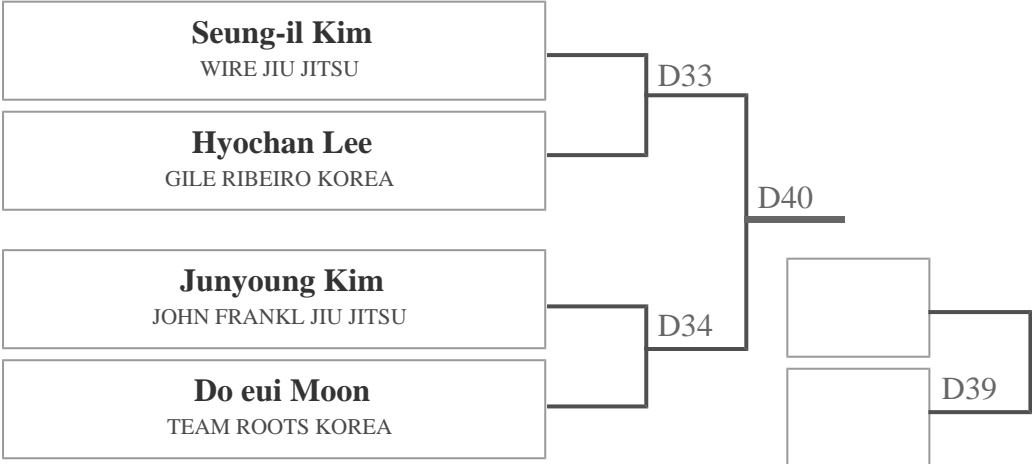 Seung-il Kim
WIRE JIU JITSU
D33
Hyochan Lee
GILE RIBEIRO KOREA
D40
Junyoung Kim
JOHN FRANKL JIU JITSU
D34
Do eui Moon
TEAM ROOTS KOREA
D39